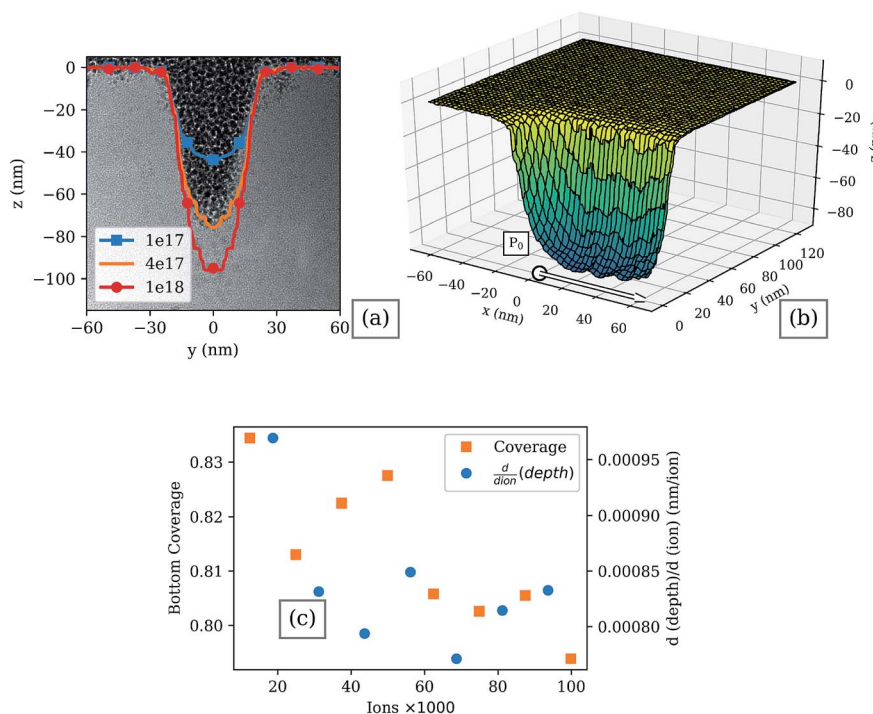 0
−20
−40
−60
−80
−100
z (nm)
1e17
4e17
1e18
−60
−30
0
30
60
y (nm)
(a)
0
−20
−40
−60
−80
P₀
−60
−40
−20
0
20
40
60
x (nm)
0
20
40
60
80
100
120
y (nm)
(b)
0.83
0.82
0.81
0.80
Bottom Coverage
Coverage
d/dion (depth)
(c)
0.00095
0.00090
0.00085
0.00080
d (depth)/d (ion) (nm/ion)
20
40
60
80
100
Ions ×1000